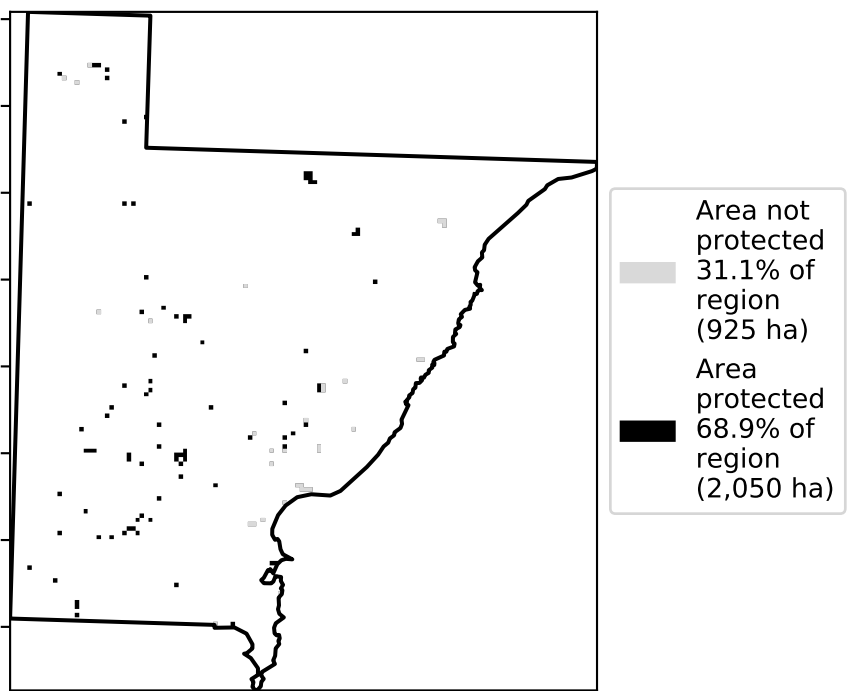 Area not
protected
31.1% of
region
(925 ha)
Area
protected
68.9% of
region
(2,050 ha)